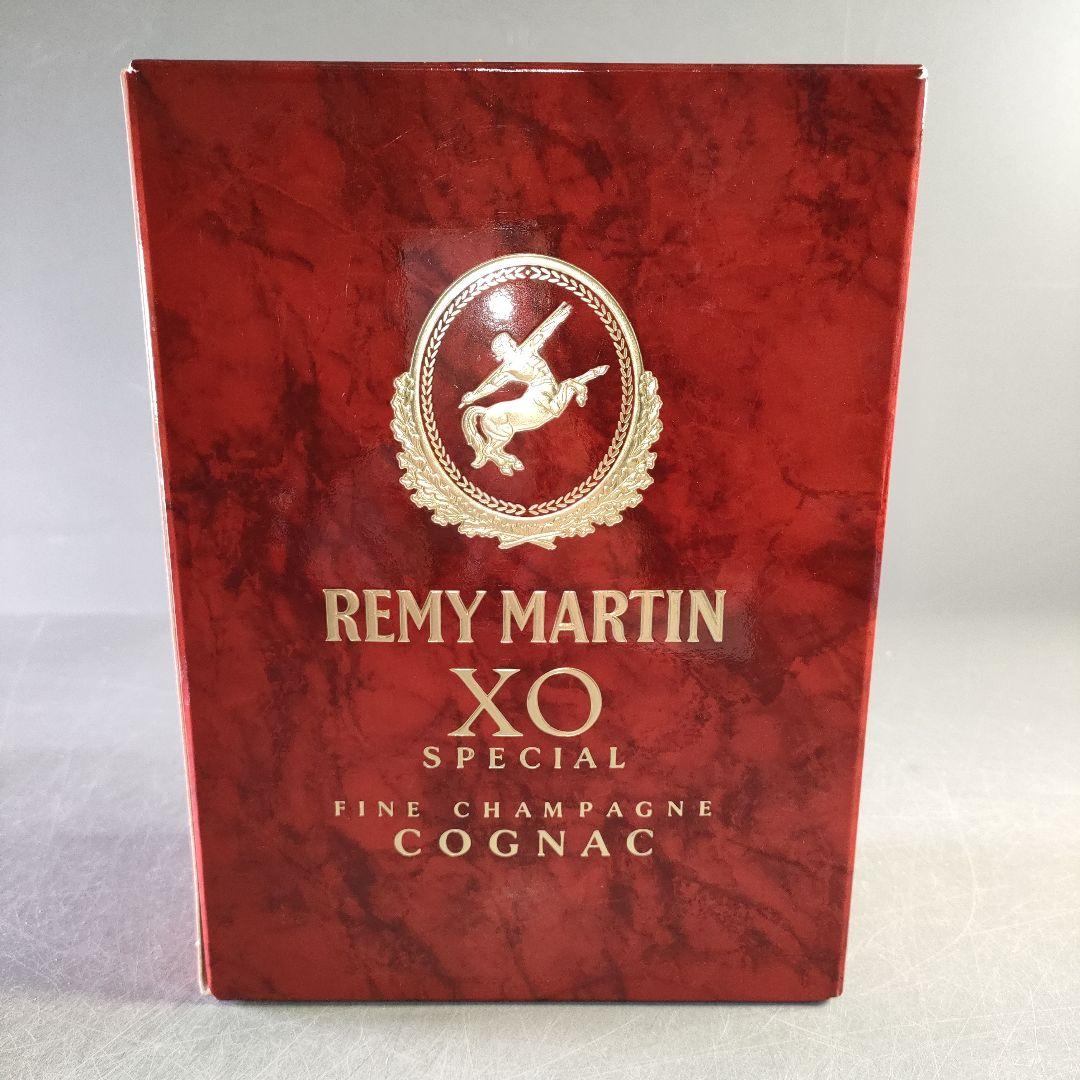 REMY MARTIN
XO
SPECIAL
FINE CHAMPAGNE
COGNAC